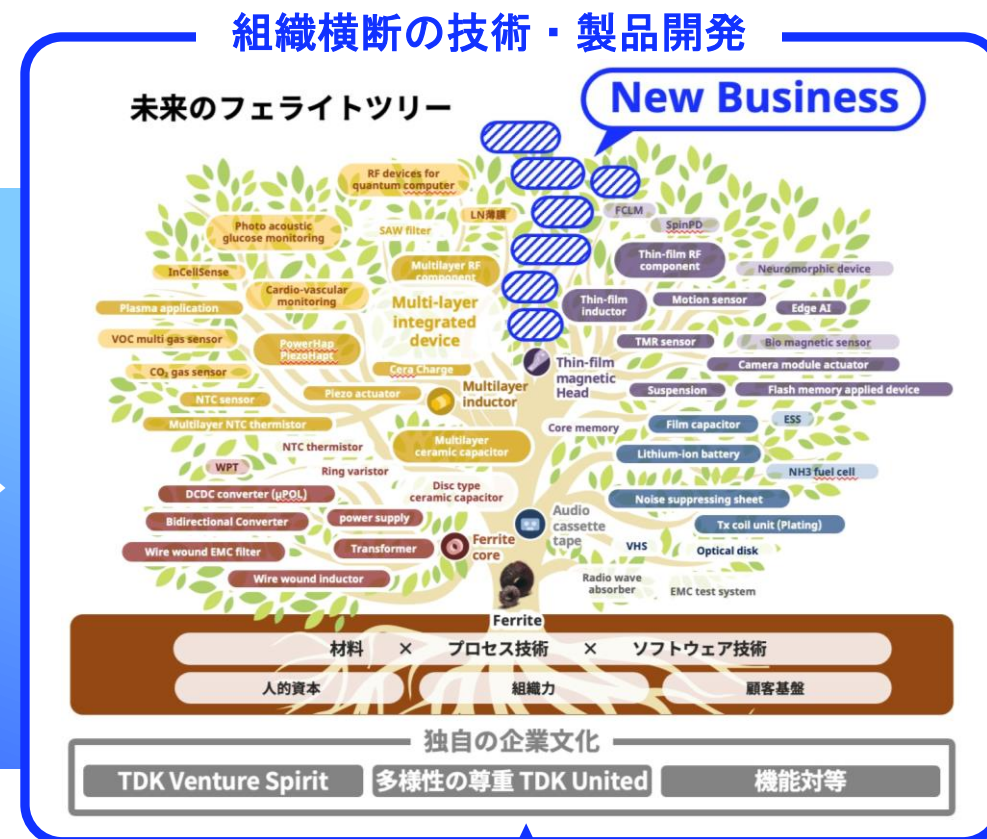 組織横断の技術・製品開発
未来のフェライトツリー
New Business
RF devices for
quantum computer
LN薄膜
FCLM
SpinPD
Photo acoustic
glucose monitoring
SAW filter
Multilayer RF
component
Thin-film RF
component
Neuromorphic device
InCellSense
Cardio-vascular
monitoring
Multi-layer
integrated
device
Thin-film
inductor
Motion sensor
Edge AI
Plasma application
VOC multi gas sensor
PowerHap
PiezoHapt
TMR sensor
Bio magnetic sensor
CO₂ gas sensor
Cera Charge
Thin-film
magnetic
Head
Camera module actuator
NTC sensor
Piezo actuator
Multilayer
inductor
Suspension
Flash memory applied device
Multilayer NTC thermistor
Core memory
Film capacitor
ESS
NTC thermistor
Multilayer
ceramic capacitor
Lithium-ion battery
WPT
Ring varistor
NH3 fuel cell
DCDC converter (μPOL)
Disc type
ceramic capacitor
Noise suppressing sheet
Bidirectional Converter
power supply
Audio
cassette
tape
Tx coil unit (Plating)
Wire wound EMC filter
Transformer
Ferrite
core
VHS
Optical disk
Wire wound inductor
Radio wave
absorber
EMC test system
Ferrite
材料 × プロセス技術 × ソフトウェア技術
人的資本
組織力
顧客基盤
独自の企業文化
TDK Venture Spirit
多様性の尊重 TDK United
機能対等